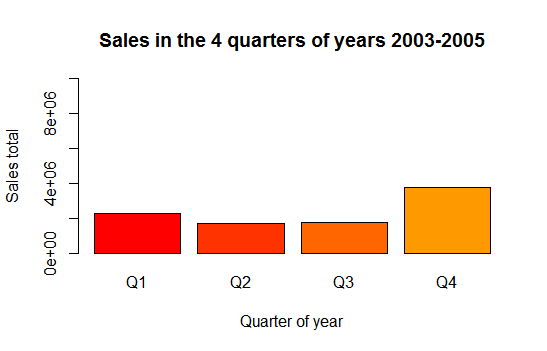 Sales in the 4 quarters of years 2003-2005
Sales total
8e+06
4e+06
0e+00
Q1 Q2 Q3 Q4
Quarter of year